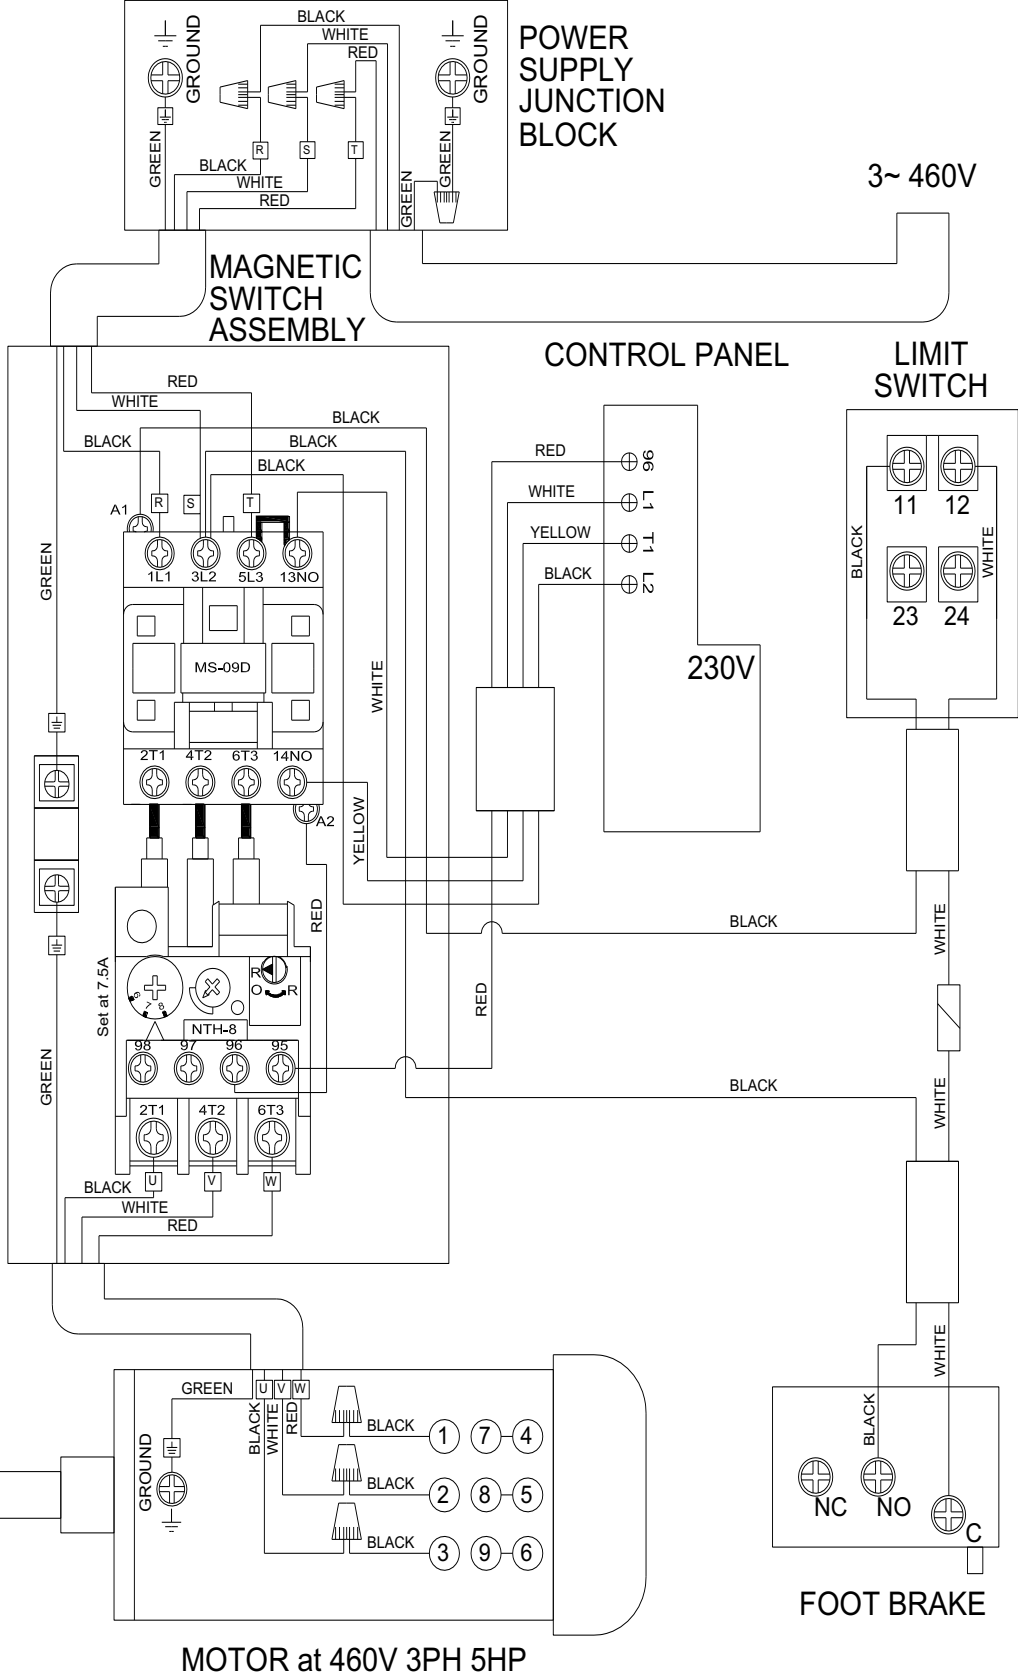 BLACK
WHITE
RED
GROUND
GROUND
POWER
SUPPLY
JUNCTION
BLOCK
GREEN
GREEN
GREEN
R
S
T
BLACK
WHITE
RED
3~ 460V
MAGNETIC
SWITCH
ASSEMBLY
CONTROL PANEL
LIMIT
SWITCH
RED
WHITE
BLACK
BLACK
BLACK
BLACK
R
S
T
A1
1L1
3L2
5L3
13NO
GREEN
MS-09D
WHITE
2T1
4T2
6T3
14NO
A2
YELLOW
RED
RED
WHITE
YELLOW
BLACK
96
L1
T1
L2
230V
11
12
BLACK
WHITE
23
24
BLACK
WHITE
Set at 7.5A
9
7
8
R
O
R
NTH-8
98
97
96
95
RED
GREEN
BLACK
WHITE
2T1
4T2
6T3
U
V
W
BLACK
WHITE
RED
GREEN
U
V
W
BLACK
WHITE
RED
GROUND
BLACK
1
7
4
BLACK
2
8
5
BLACK
3
9
6
WHITE
BLACK
NC
NO
C
FOOT BRAKE
MOTOR at 460V 3PH 5HP